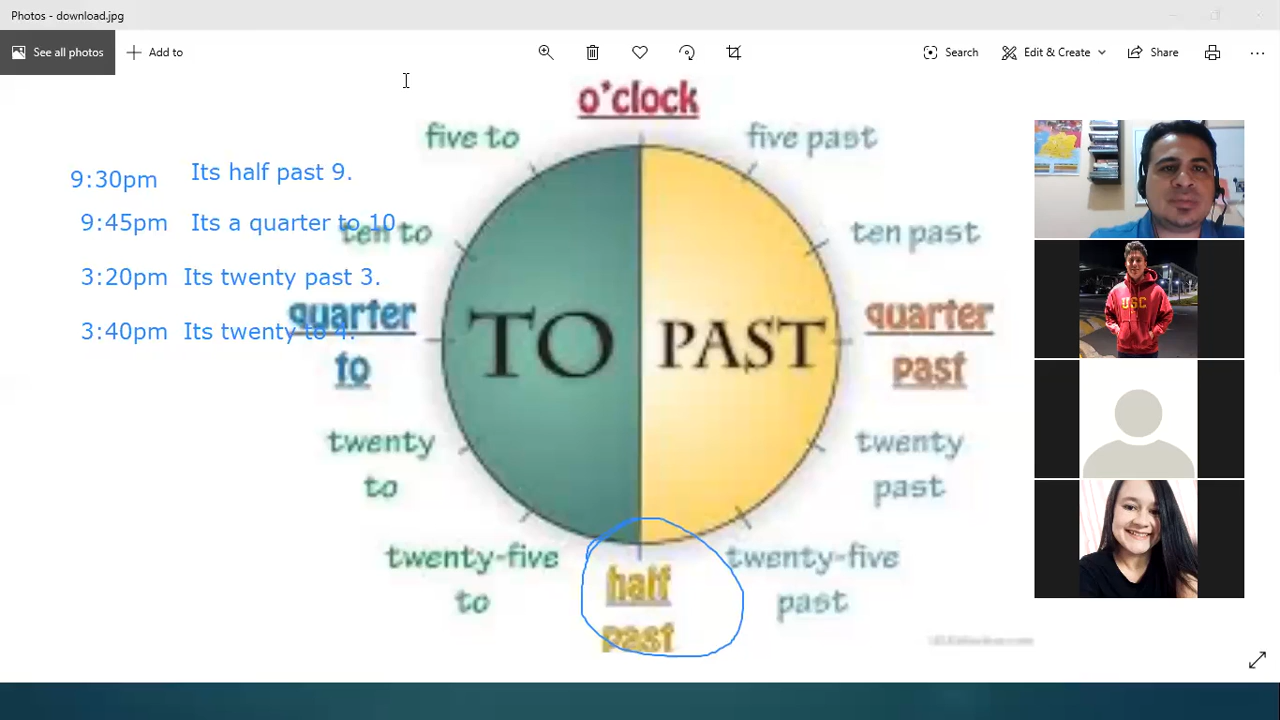 Photos - download.jpg
See all photos
Add to
Search
Edit & Create
Share
o'clock
five to
five past
9:30pm Its half past 9.
9:45pm Its a quarter to 10
ten to
ten past
3:20pm Its twenty past 3.
quarter
to
quarter
past
3:40pm Its twenty to 4.
TO PAST
USC
twenty
to
twenty
past
twenty-five
to
half
past
twenty-five
past